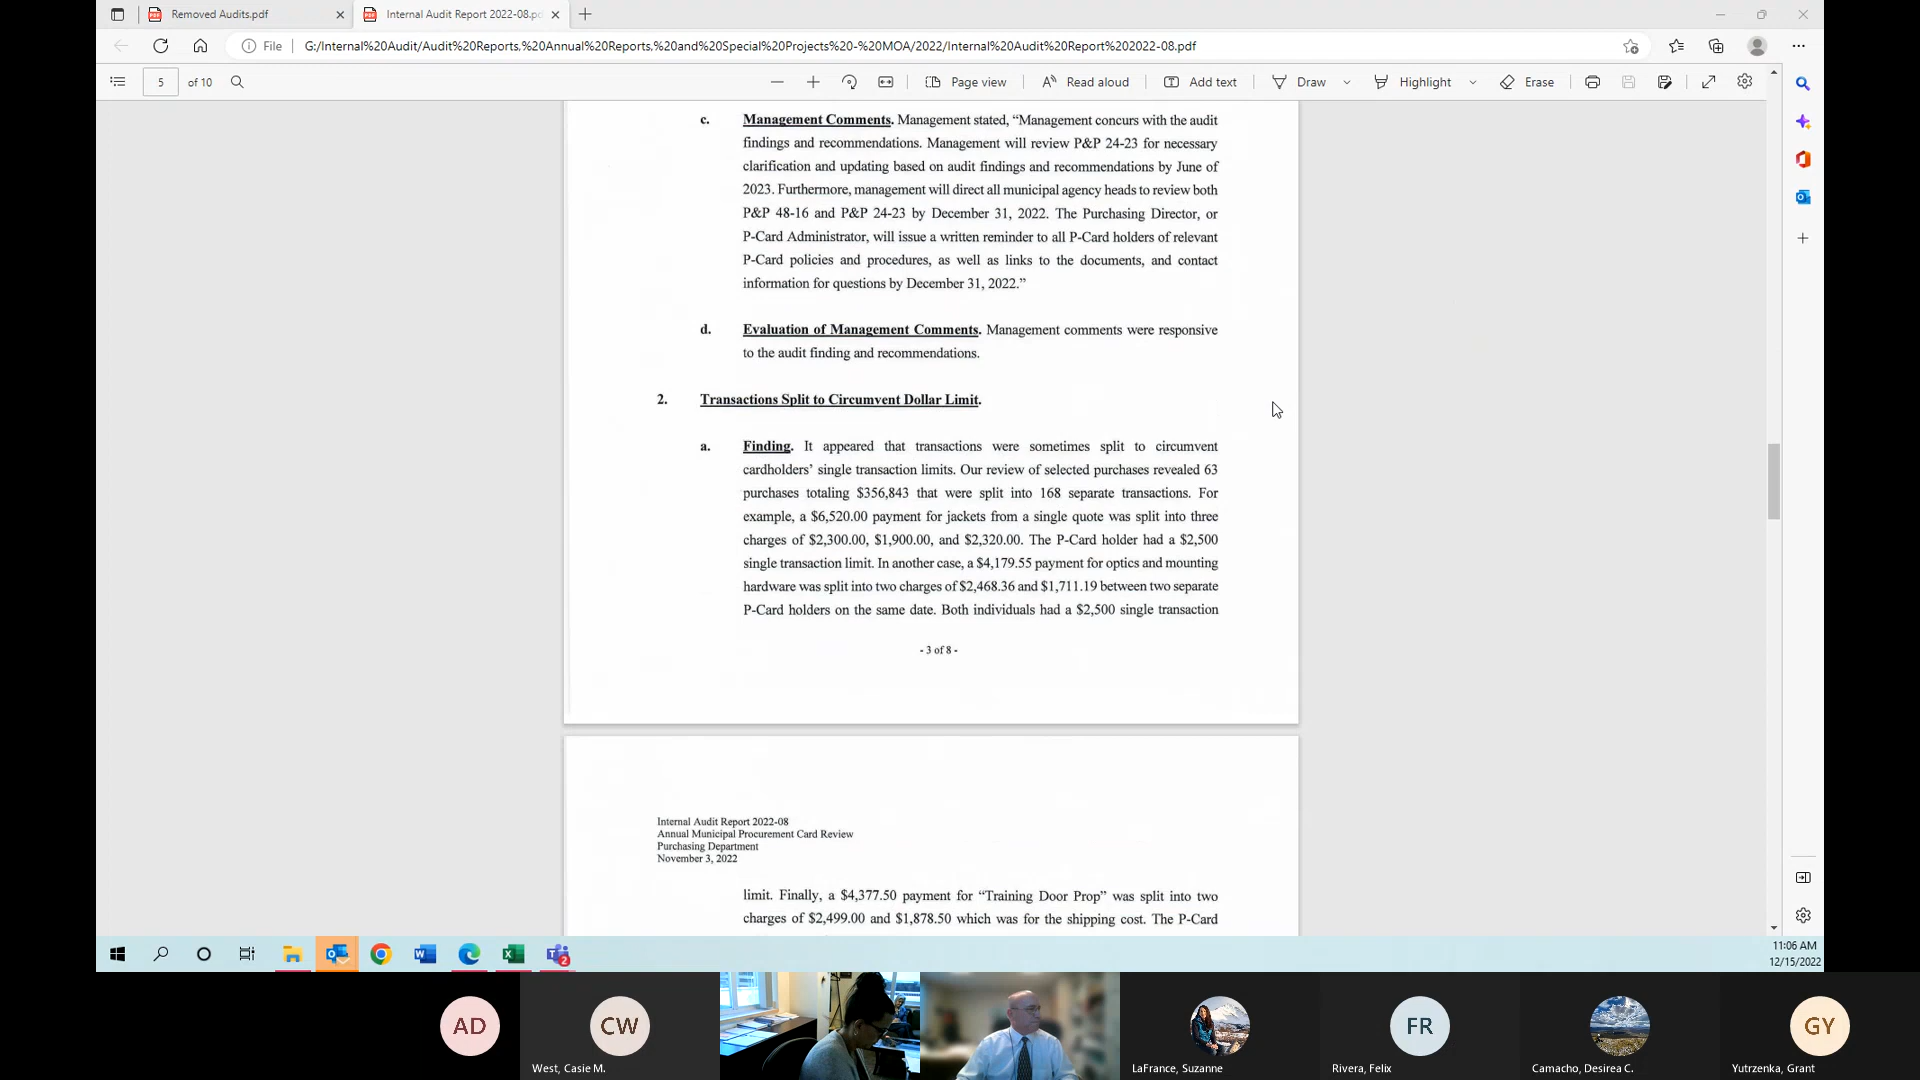 Removed Audits.pdf
Internal Audit Report 2022-08.pd
File
G:/Internal%20Audit/Audit%20Reports,%20Annual%20Reports,%20and%20Special%20Projects%20-%20MOA/2022/Internal%20Audit%20Report%202022-08.pdf
5 of 10
Page view
Read aloud
Add text
Draw
Highlight
Erase
c. Management Comments. Management stated, “Management concurs with the audit
findings and recommendations. Management will review P&P 24-23 for necessary
clarification and updating based on audit findings and recommendations by June of
2023. Furthermore, management will direct all municipal agency heads to review both
P&P 48-16 and P&P 24-23 by December 31, 2022. The Purchasing Director, or
P-Card Administrator, will issue a written reminder to all P-Card holders of relevant
P-Card policies and procedures, as well as links to the documents, and contact
information for questions by December 31, 2022.”
d. Evaluation of Management Comments. Management comments were responsive
to the audit finding and recommendations.
2. Transactions Split to Circumvent Dollar Limit.
a. Finding. It appeared that transactions were sometimes split to circumvent
cardholders’ single transaction limits. Our review of selected purchases revealed 63
purchases totaling $356,843 that were split into 168 separate transactions. For
example, a $6,520.00 payment for jackets from a single quote was split into three
charges of $2,300.00, $1,900.00, and $2,320.00. The P-Card holder had a $2,500
single transaction limit. In another case, a $4,179.55 payment for optics and mounting
hardware was split into two charges of $2,468.36 and $1,711.19 between two separate
P-Card holders on the same date. Both individuals had a $2,500 single transaction
- 3 of 8 -
Internal Audit Report 2022-08
Annual Municipal Procurement Card Review
Purchasing Department
November 3, 2022
limit. Finally, a $4,377.50 payment for “Training Door Prop” was split into two
charges of $2,499.00 and $1,878.50 which was for the shipping cost. The P-Card
11:06 AM
12/15/2022
2
AD
CW
FR
GY
West, Casie M.
LaFrance, Suzanne
Rivera, Felix
Camacho, Desirea C.
Yutrzenka, Grant